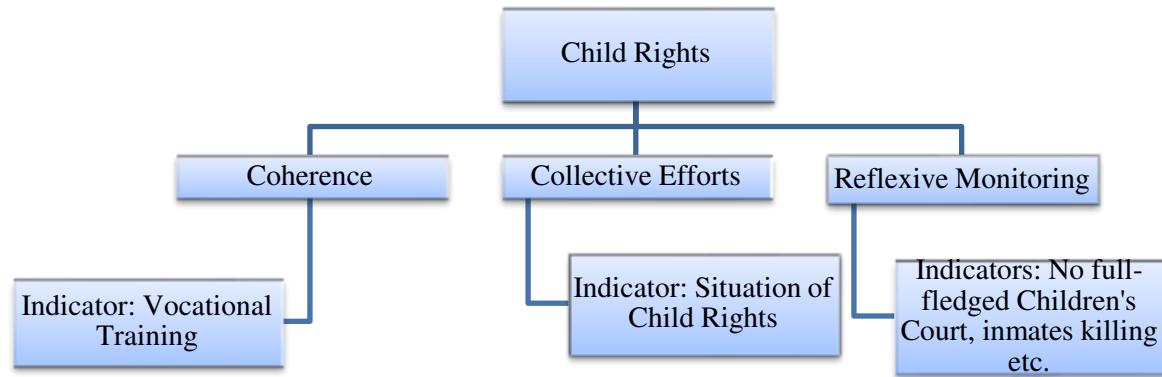 Child Rights
Coherence
Collective Efforts
Reflexive Monitoring
Indicator: Vocational
Training
Indicator: Situation of
Child Rights
Indicators: No full-
fledged Children's
Court, inmates killing
etc.